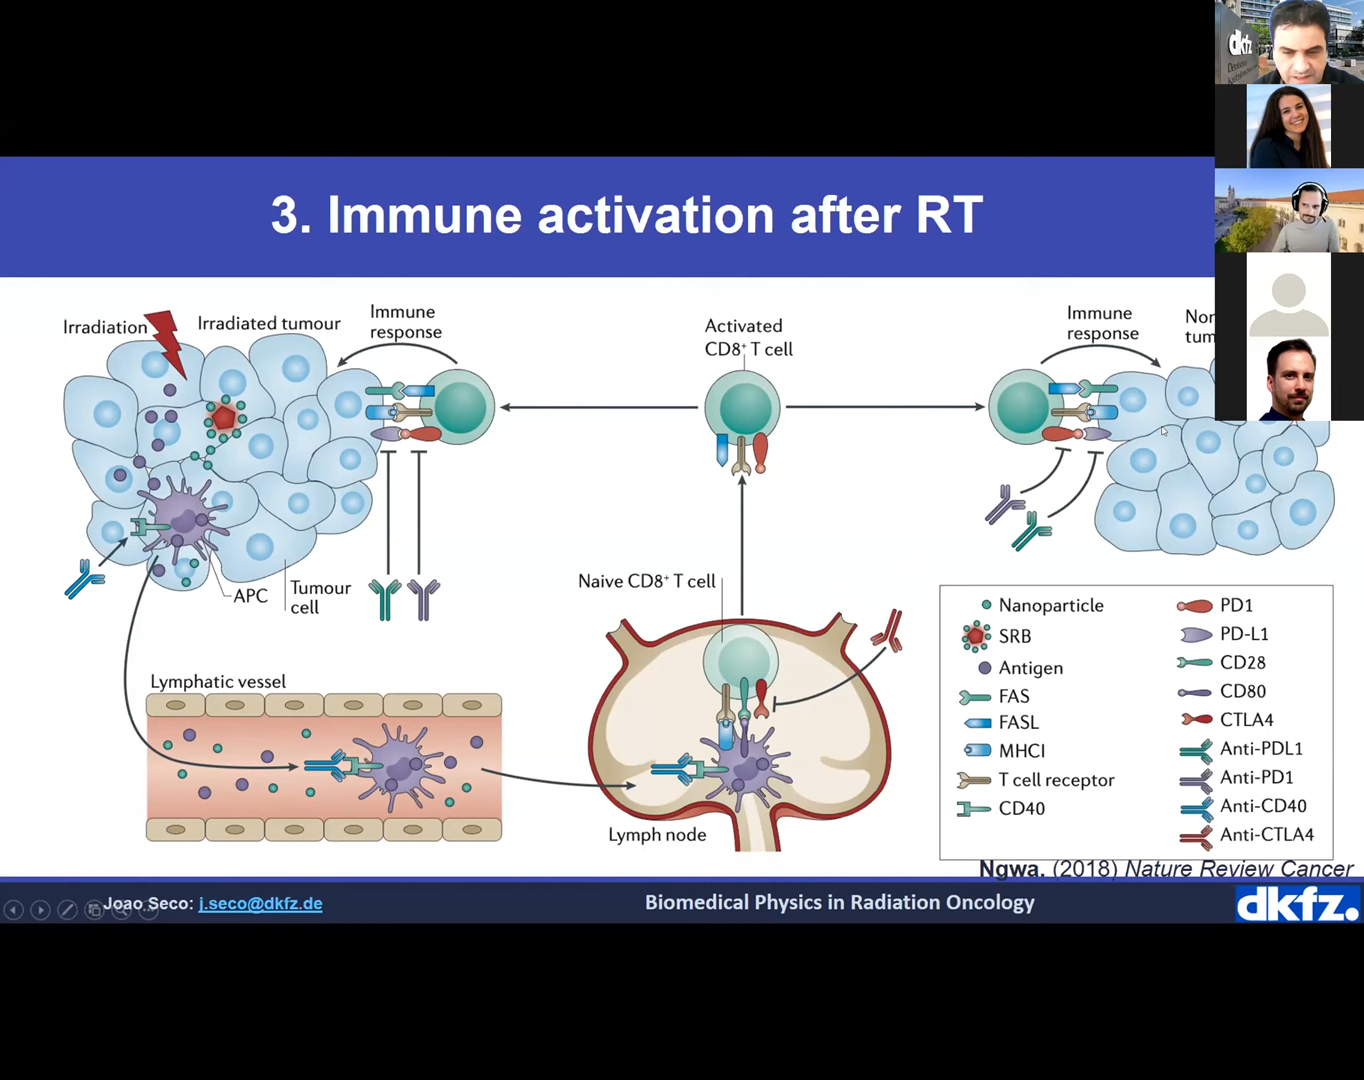 dkfz.
3. Immune activation after RT
Irradiation
Irradiated tumour
Immune
response
Activated
CD8⁺ T cell
Immune
response
Non
tum
APC
Tumour
cell
Naive CD8⁺ T cell
Lymphatic vessel
Lymph node
Nanoparticle
SRB
Antigen
FAS
FASL
MHCI
T cell receptor
CD40
PD1
PD-L1
CD28
CD80
CTLA4
Anti-PDL1
Anti-PD1
Anti-CD40
Anti-CTLA4
Ngwa. (2018) Nature Review Cancer
Joao Seco: j.seco@dkfz.de
Biomedical Physics in Radiation Oncology
dkfz.